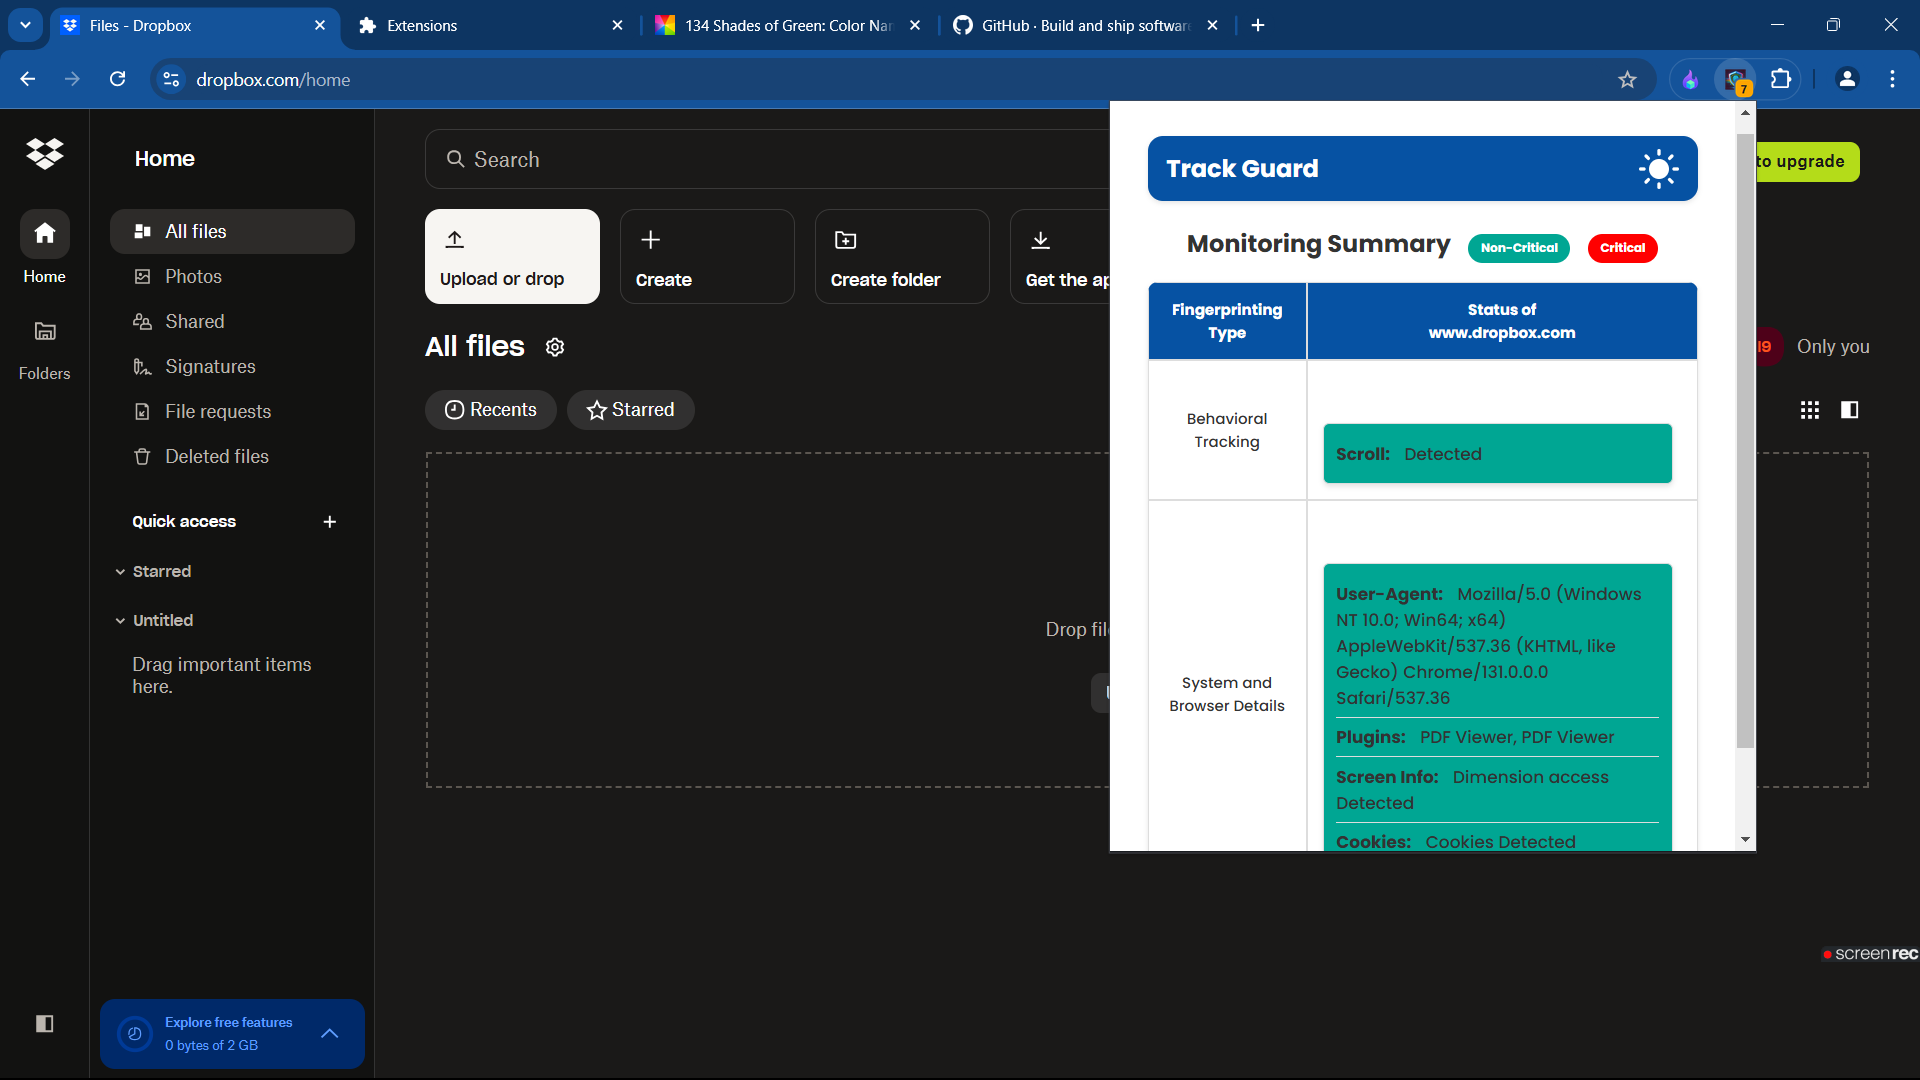 Files - Dropbox
Extensions
134 Shades of Green: Color Nam
GitHub · Build and ship software
dropbox.com/home
7
Home
Folders
Home
All files
Photos
Shared
Signatures
File requests
Deleted files
Quick access
Starred
Untitled
Drag important items
here.
Explore free features
0 bytes of 2 GB
Search
to upgrade
Upload or drop
Create
Create folder
Get the ap
All files
Only you
Recents
Starred
Drop file
Track Guard
Monitoring Summary
Non-Critical
Critical
Fingerprinting
Type
Status of
www.dropbox.com
Behavioral
Tracking
Scroll: Detected
System and
Browser Details
User-Agent: Mozilla/5.0 (Windows
NT 10.0; Win64; x64)
AppleWebKit/537.36 (KHTML, like
Gecko) Chrome/131.0.0.0
Safari/537.36
Plugins: PDF Viewer, PDF Viewer
Screen Info: Dimension access
Detected
Cookies: Cookies Detected
screenrec